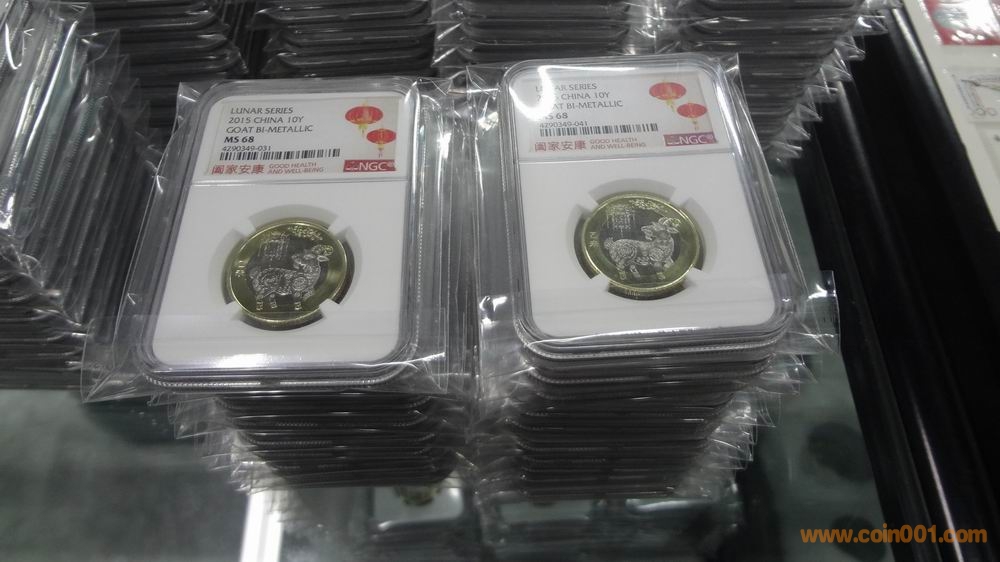 LUNAR SERIES
2015 CHINA 10Y
GOAT BI-METALLIC
MS 68
4290349-031
阖家安康
GOOD HEALTH
AND WELL-BEING
NGC
LUNAR SERIES
CHINA 10Y
GOAT BI-METALLIC
MS 68
4290349-041
阖家安康
GOOD HEALTH
AND WELL-BEING
NGC
www.coin001.com